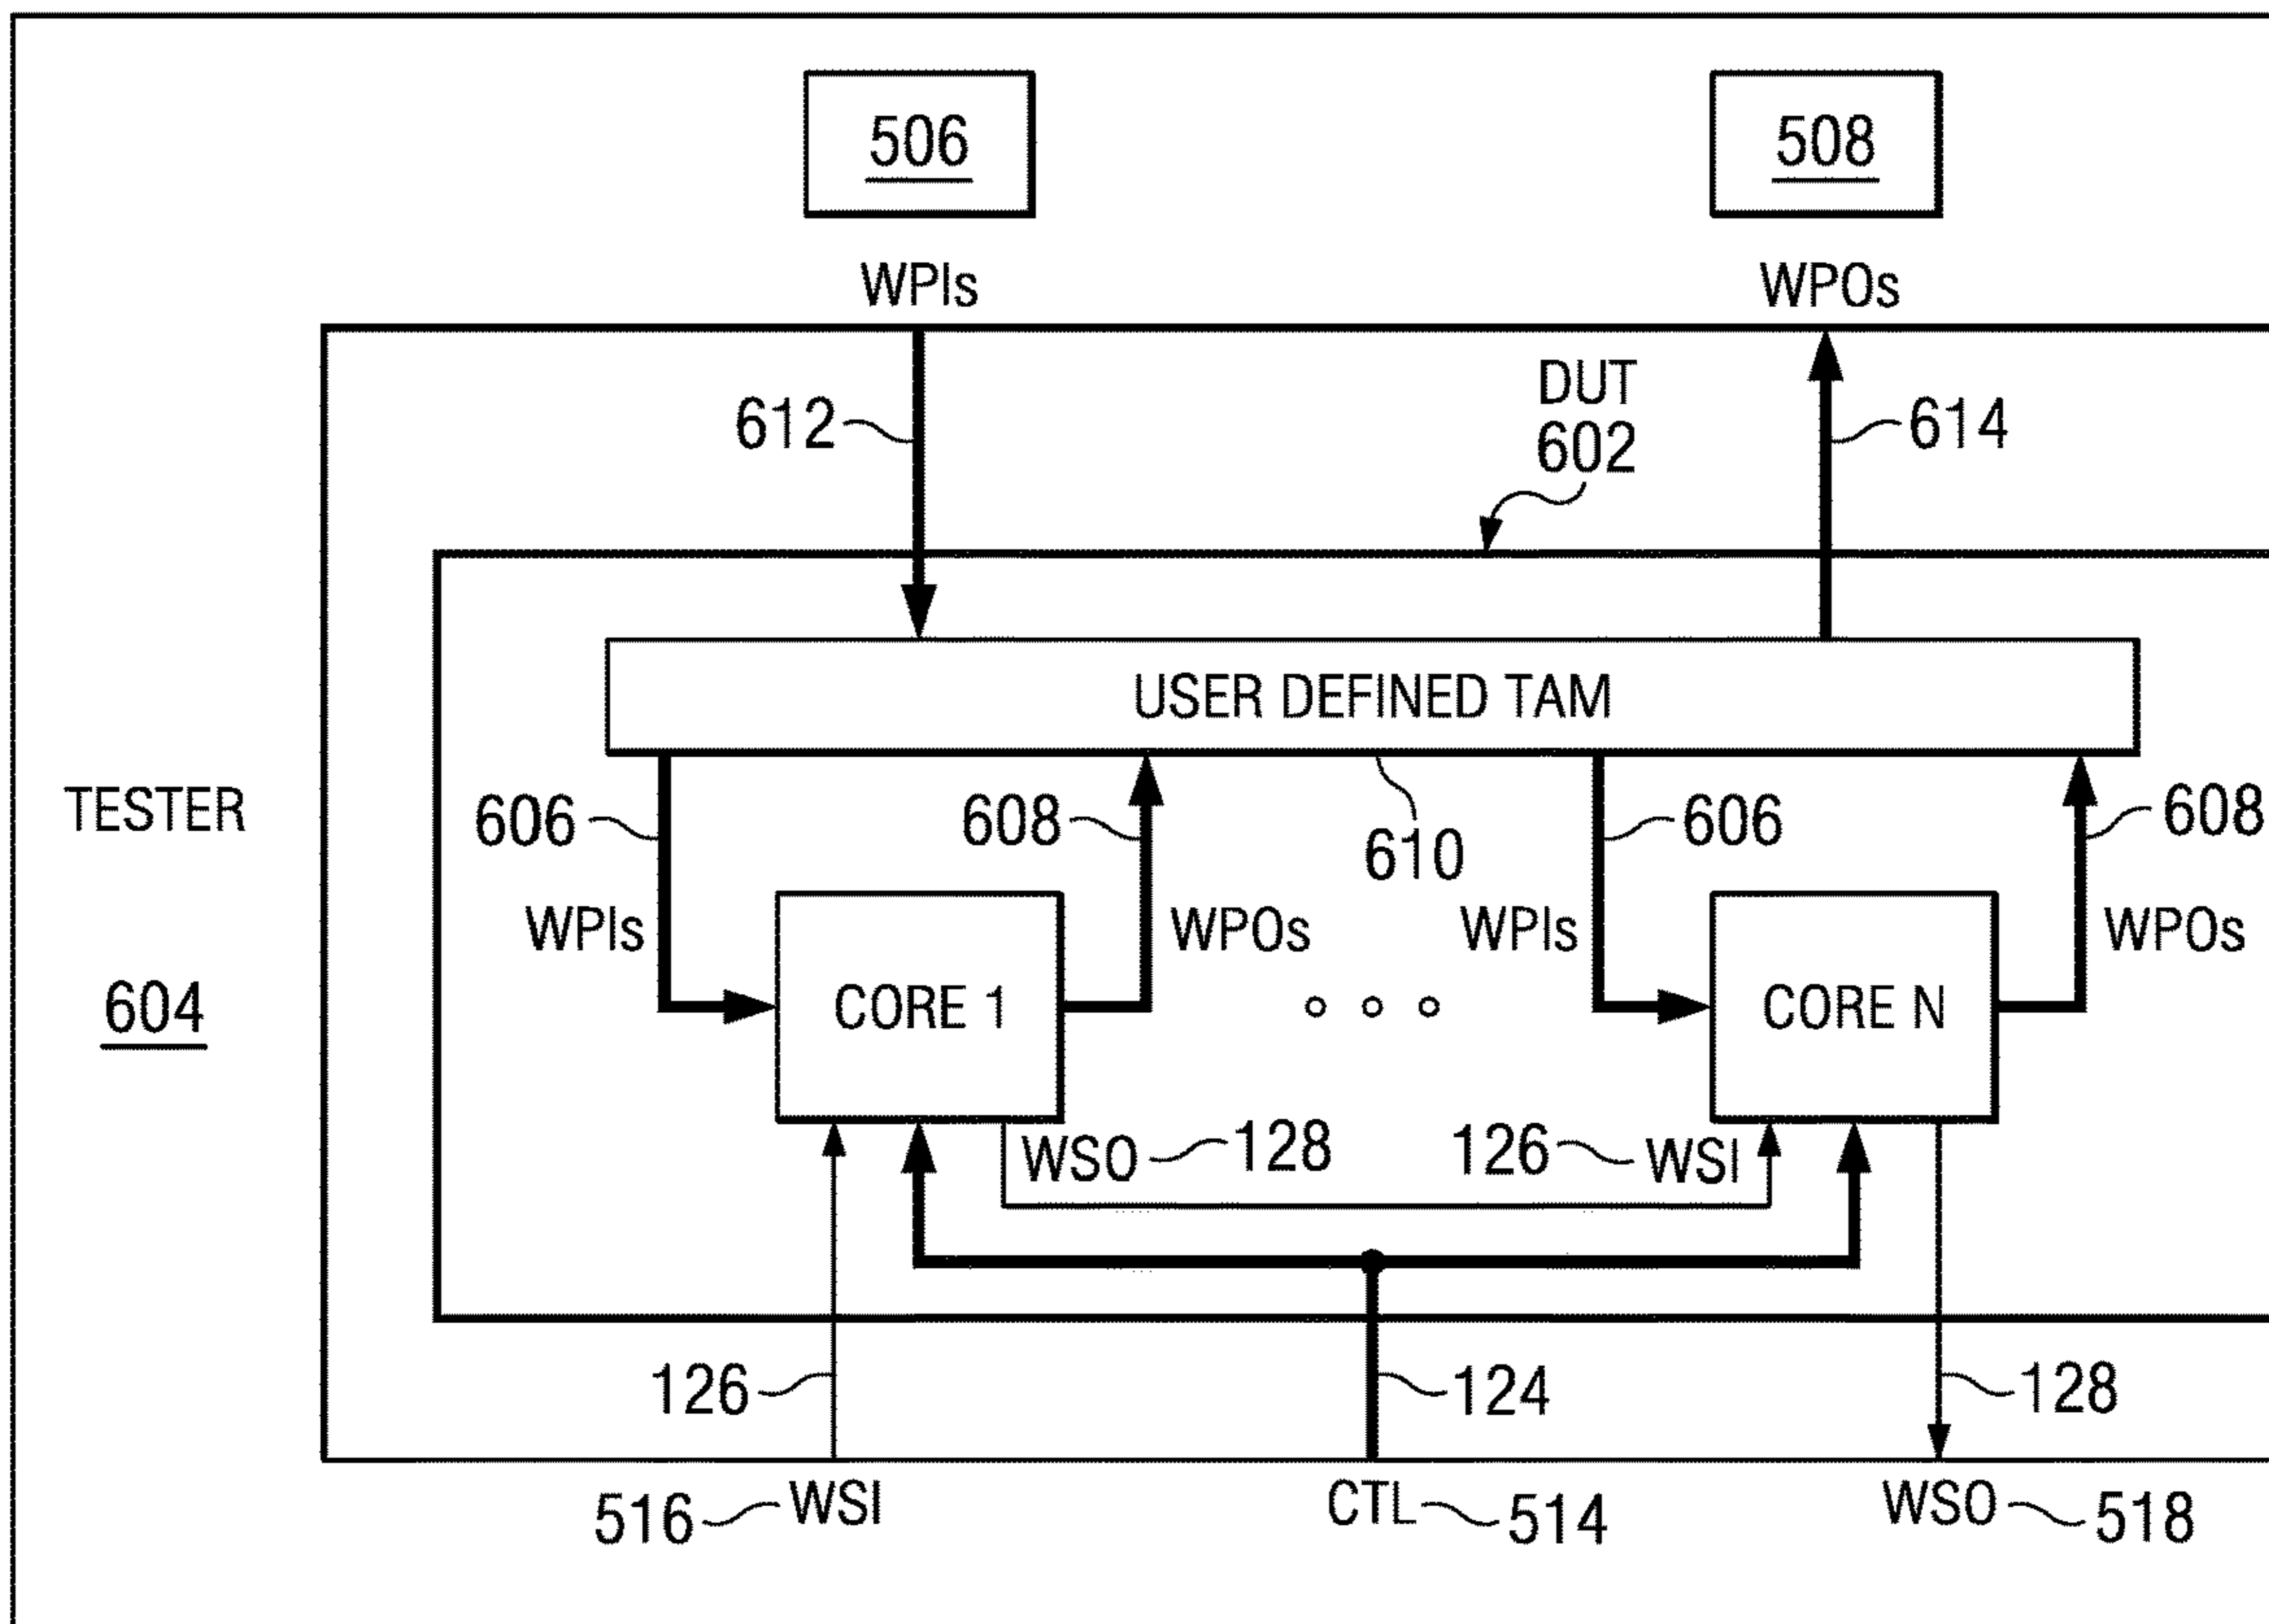 506
508
WPIs
WPOs
612
DUT
602
614
USER DEFINED TAM
TESTER
604
606
608
610
606
608
WPIs
WPOs
WPIs
WPOs
CORE 1
CORE N
WSO
128
126
WSI
126
124
128
516
WSI
CTL
514
WSO
518